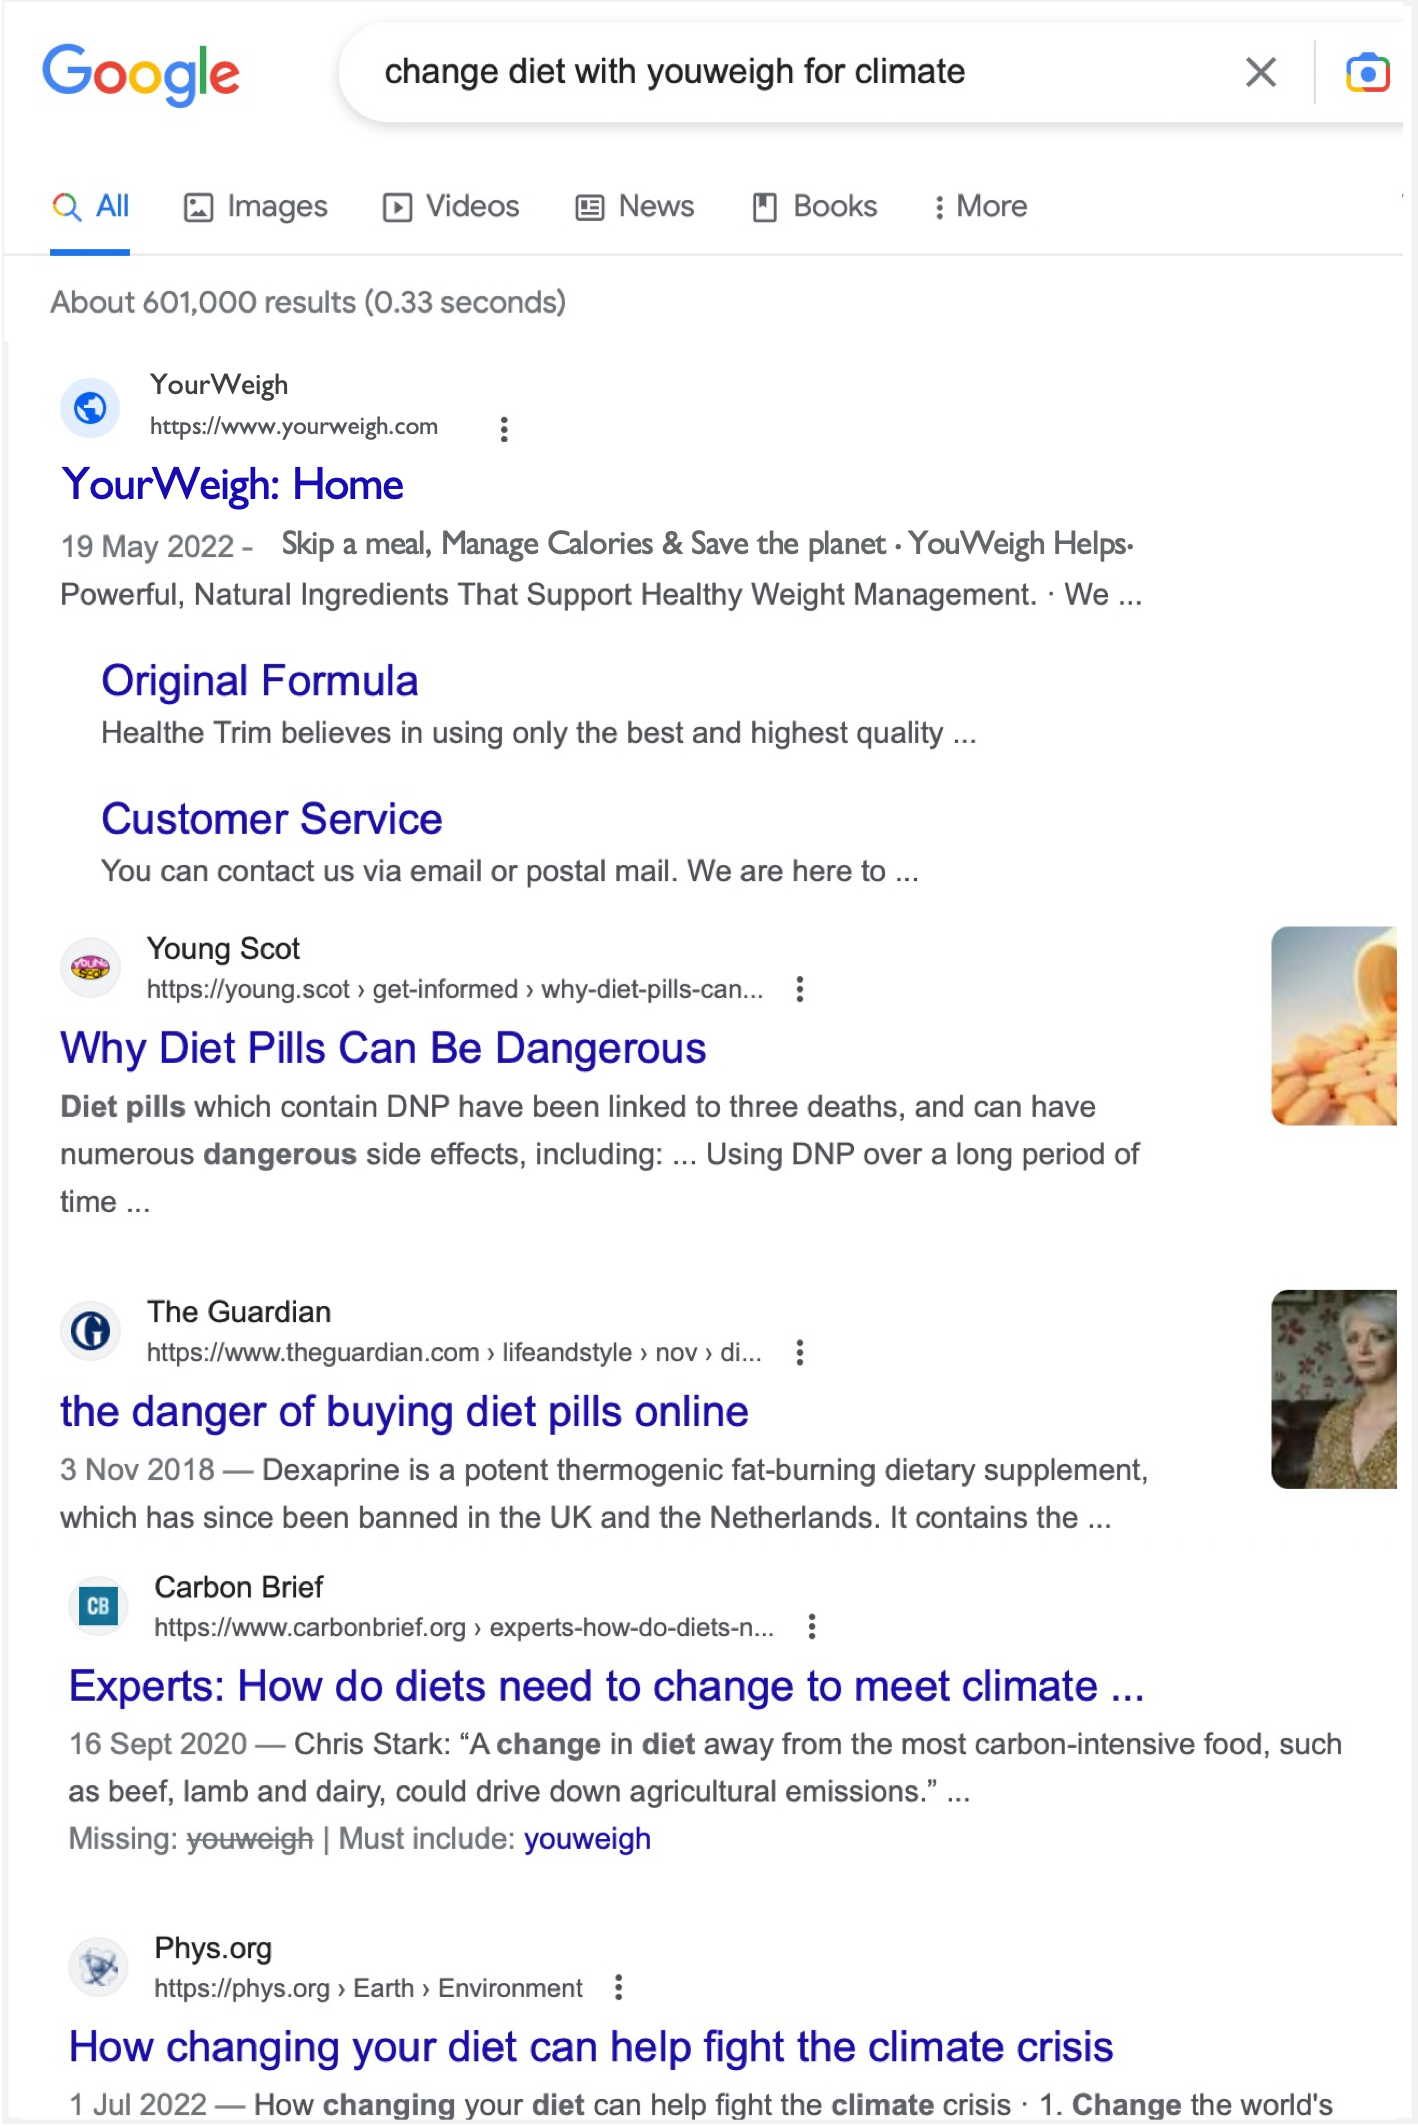 Google
change diet with youweigh for climate
All Images Videos News Books More
About 601,000 results (0.33 seconds)
YourWeigh
https://www.yourweigh.com
YourWeigh: Home
19 May 2022 - Skip a meal, Manage Calories & Save the planet · YouWeigh Helps·
Powerful, Natural Ingredients That Support Healthy Weight Management. · We ...
Original Formula
Healthe Trim believes in using only the best and highest quality ...
Customer Service
You can contact us via email or postal mail. We are here to ...
YOUNG
SCOT
Young Scot
https://young.scot › get-informed › why-diet-pills-can...
Why Diet Pills Can Be Dangerous
Diet pills which contain DNP have been linked to three deaths, and can have
numerous dangerous side effects, including: ... Using DNP over a long period of
time ...
G
The Guardian
https://www.theguardian.com › lifeandstyle › nov › di...
the danger of buying diet pills online
3 Nov 2018 — Dexaprine is a potent thermogenic fat-burning dietary supplement,
which has since been banned in the UK and the Netherlands. It contains the ...
CB
Carbon Brief
https://www.carbonbrief.org › experts-how-do-diets-n...
Experts: How do diets need to change to meet climate ...
16 Sept 2020 — Chris Stark: “A change in diet away from the most carbon-intensive food, such
as beef, lamb and dairy, could drive down agricultural emissions.” ...
Missing: youweigh | Must include: youweigh
Phys.org
https://phys.org › Earth › Environment
How changing your diet can help fight the climate crisis
1 Jul 2022 — How changing your diet can help fight the climate crisis · 1. Change the world's